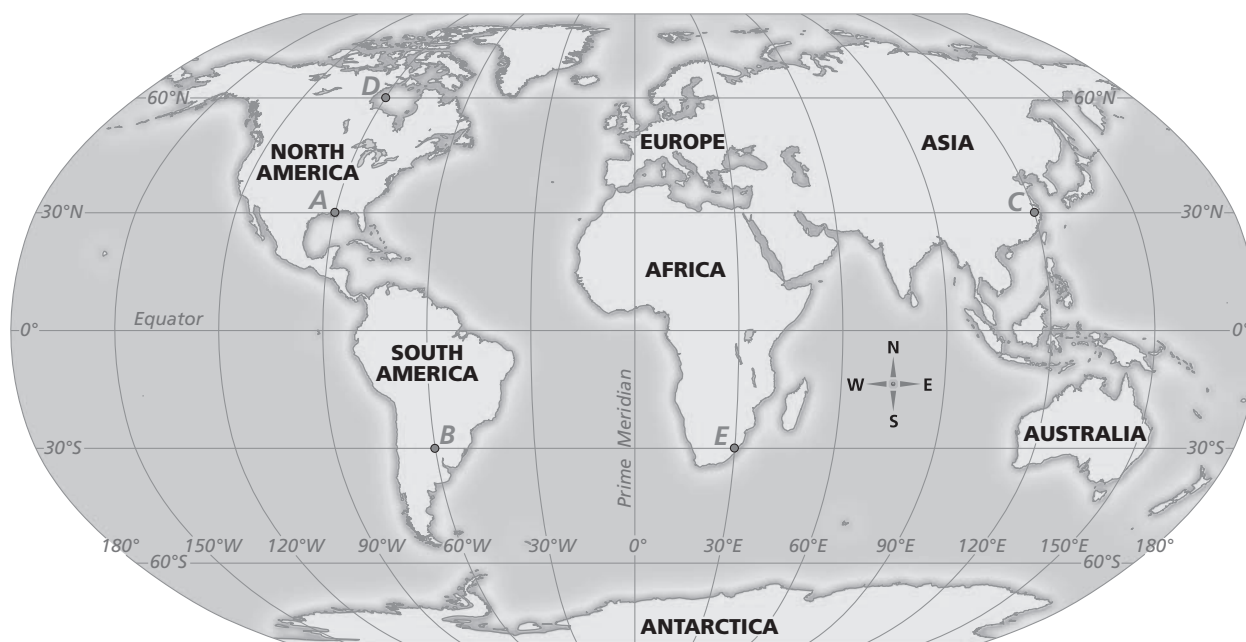 D
60°N
60°N
NORTH
AMERICA
EUROPE
ASIA
A
C
30°N
30°N
AFRICA
Equator
0°
0°
SOUTH
AMERICA
N
W
E
S
Prime Meridian
B
E
AUSTRALIA
30°S
30°S
180°
150°W
120°W
90°W
60°W
30°W
0°
30°E
60°E
90°E
120°E
150°E
180°
60°S
60°S
ANTARCTICA